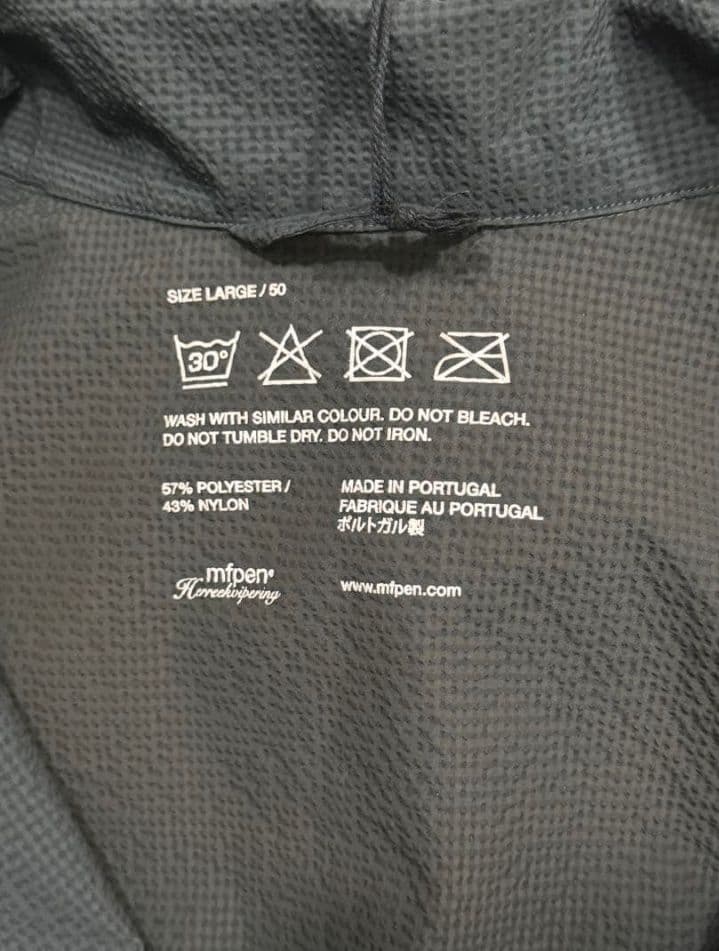 SIZE LARGE / 50
30°
WASH WITH SIMILAR COLOUR. DO NOT BLEACH.
DO NOT TUMBLE DRY. DO NOT IRON.
57% POLYESTER /
43% NYLON
MADE IN PORTUGAL
FABRIQUE AU PORTUGAL
ポルトガル製
mfpen
Herreekvipering
www.mfpen.com